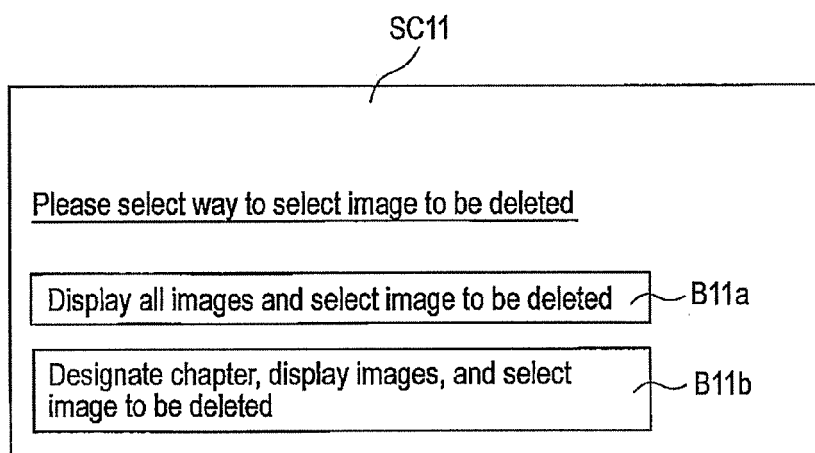 SC11
Please select way to select image to be deleted
Display all images and select image to be deleted
B11a
Designate chapter, display images, and select
image to be deleted
B11b